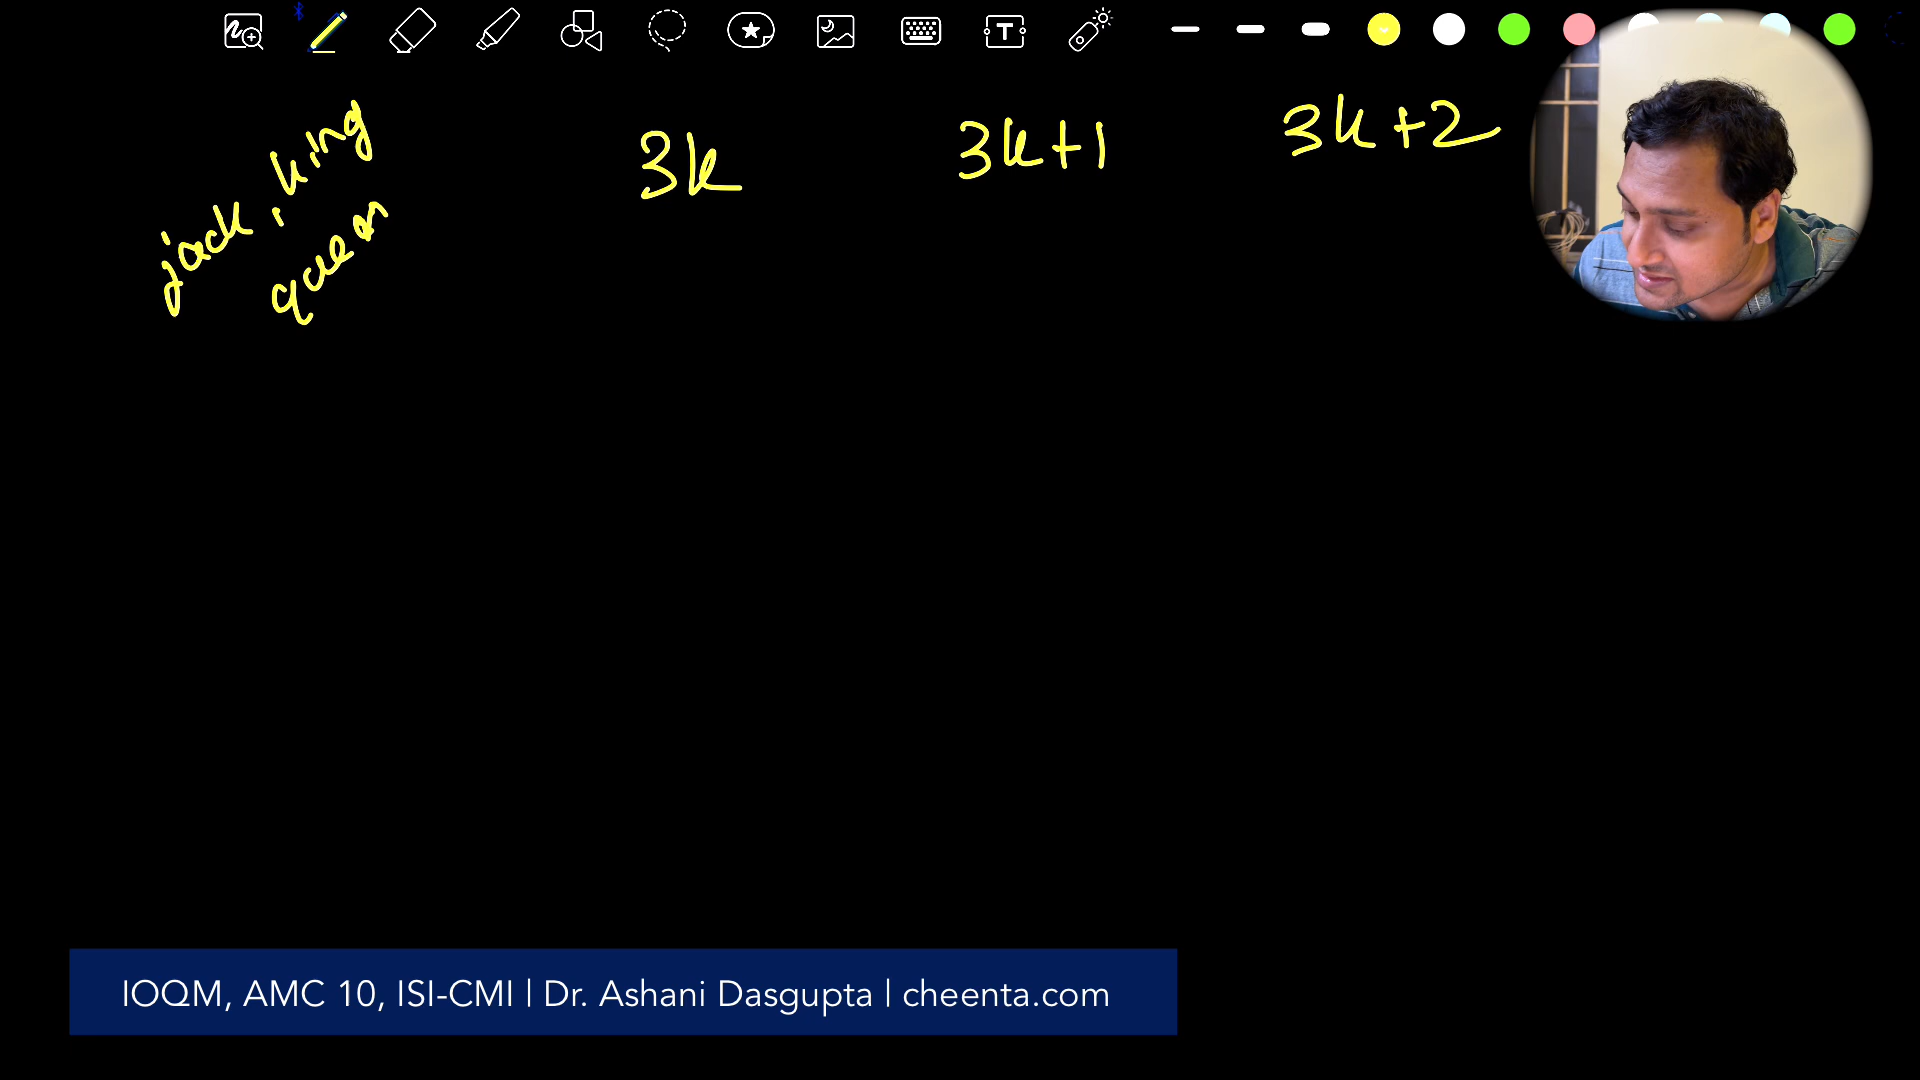 jack, king
queen
3k
3k+1
3k+2
T
IOQM, AMC 10, ISI-CMI | Dr. Ashani Dasgupta | cheenta.com